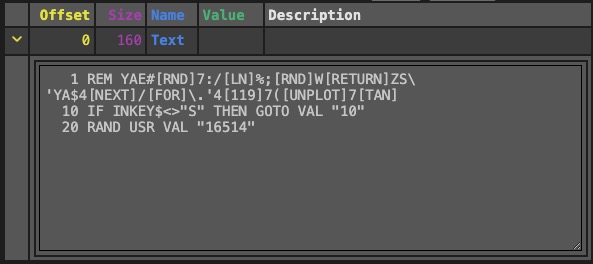 Offset Size Name Value Description
0 160 Text
1 REM YAE#[RND]7:/[LN]%;[RND]W[RETURN]ZS\
'YA$4[NEXT]/[FOR]\.'4[119]7([UNPLOT]7[TAN]
10 IF INKEY$<>"S" THEN GOTO VAL "10"
20 RAND USR VAL "16514"